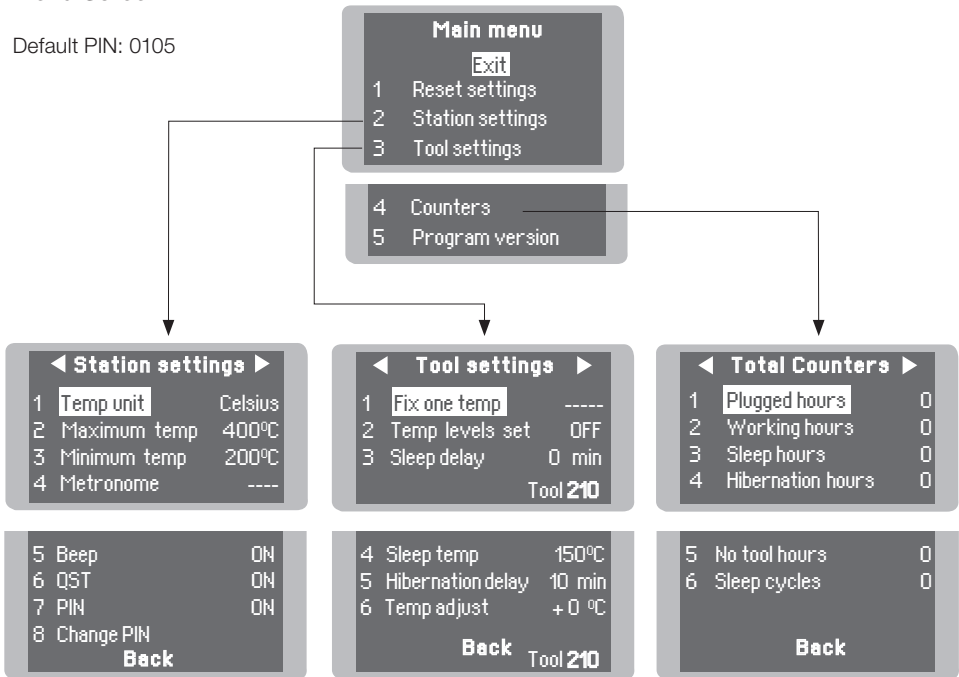 Default PIN: 0105
Main menu
Exit
1 Reset settings
2 Station settings
3 Tool settings
4 Counters
5 Program version
◄ Station settings ►
1 Temp unit Celsius
2 Maximum temp 400ºC
3 Minimum temp 200ºC
4 Metronome ----
5 Beep ON
6 QST ON
7 PIN ON
8 Change PIN
Back
◄ Tool settings ►
1 Fix one temp -----
2 Temp levels set OFF
3 Sleep delay 0 min
Tool 210
4 Sleep temp 150ºC
5 Hibernation delay 10 min
6 Temp adjust +0 ºC
Back Tool 210
◄ Total Counters ►
1 Plugged hours 0
2 Working hours 0
3 Sleep hours 0
4 Hibernation hours 0
5 No tool hours 0
6 Sleep cycles 0
Back